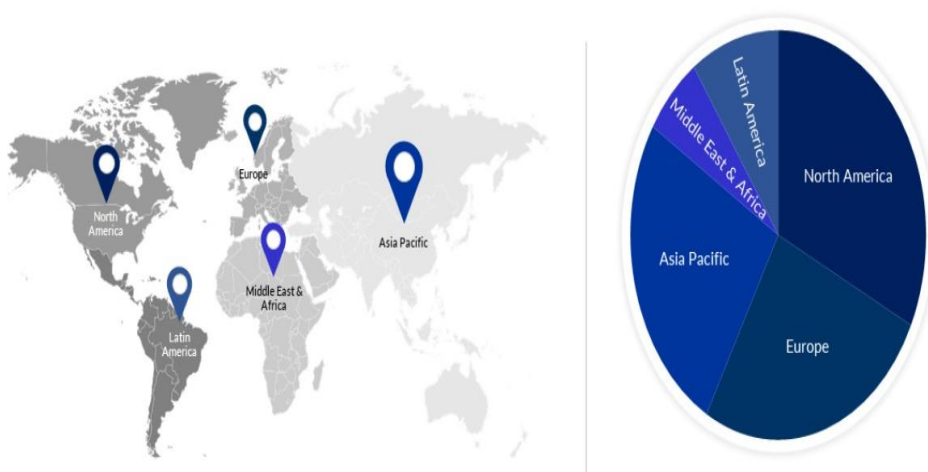 Europe
North
America
Asia Pacific
Middle East &
Africa
Latin
America
Latin America
Middle East & Africa
North America
Asia Pacific
Europe